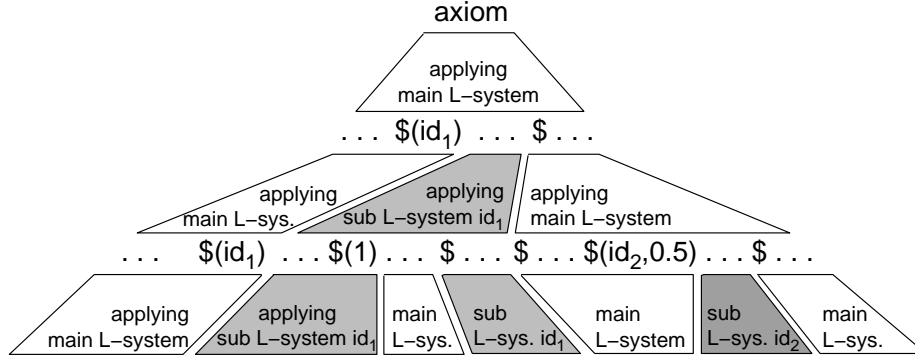 axiom
applying
main L−system
. . . $(id₁) . . . $ . . .
applying
main L−sys.
applying
sub L−system id₁
applying
main L−system
. . . $(id₁) . . . $(1) . . . $ . . . $ . . . $(id₂,0.5) . . . $ . . .
applying
main L−system
applying
sub L−system id₁
main
L−sys.
sub
L−sys. id₁
main
L−system
sub
L−sys. id₂
main
L−sys.